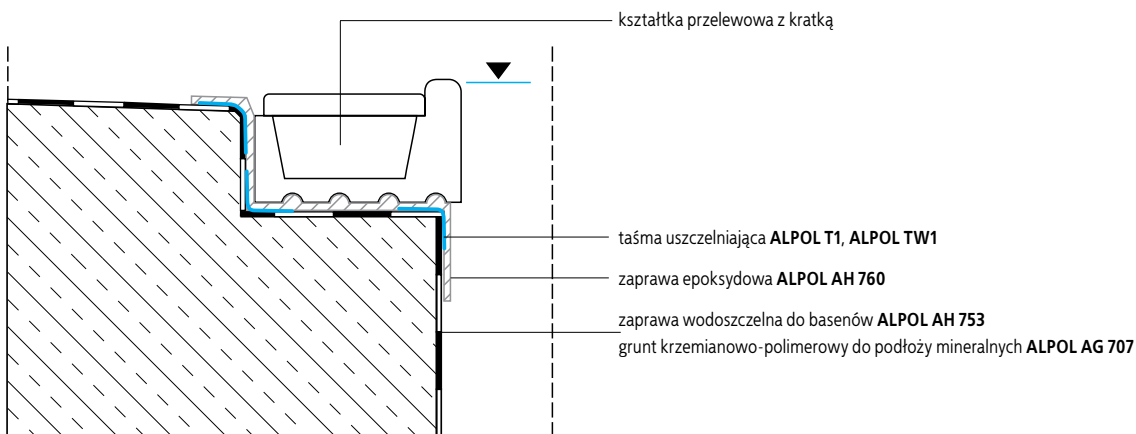 kształtka przelewowa z kratką
taśma uszczelniająca ALPOL T1, ALPOL TW1
zaprawa epoksydowa ALPOL AH 760
zaprawa wodoszczelna do basenów ALPOL AH 753
grunt krzemianowo-polimerowy do podłoży mineralnych ALPOL AG 707